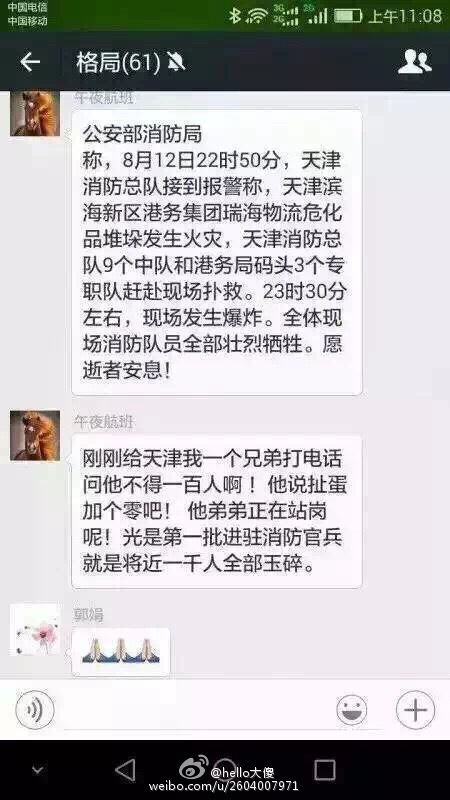 中国电信
中国移动
3G
2G
2G
上午11:08
格局(61)
午夜航班
公安部消防局
称，8月12日22时50分，天津
消防总队接到报警称，天津滨
海新区港务集团瑞海物流危化
品堆垛发生火灾，天津消防总
队9个中队和港务局码头3个专
职队赶赴现场扑救。23时30分
左右，现场发生爆炸。全体现
场消防队员全部壮烈牺牲。愿
逝者安息！
午夜航班
刚刚给天津我一个兄弟打电话
问他不得一百人啊 ！他说扯蛋
加个零吧！ 他弟弟正在站岗
呢！光是第一批进驻消防官兵
就是将近一千人全部玉碎。
郭娟
@hello大傻
weibo.com/u/2604007971